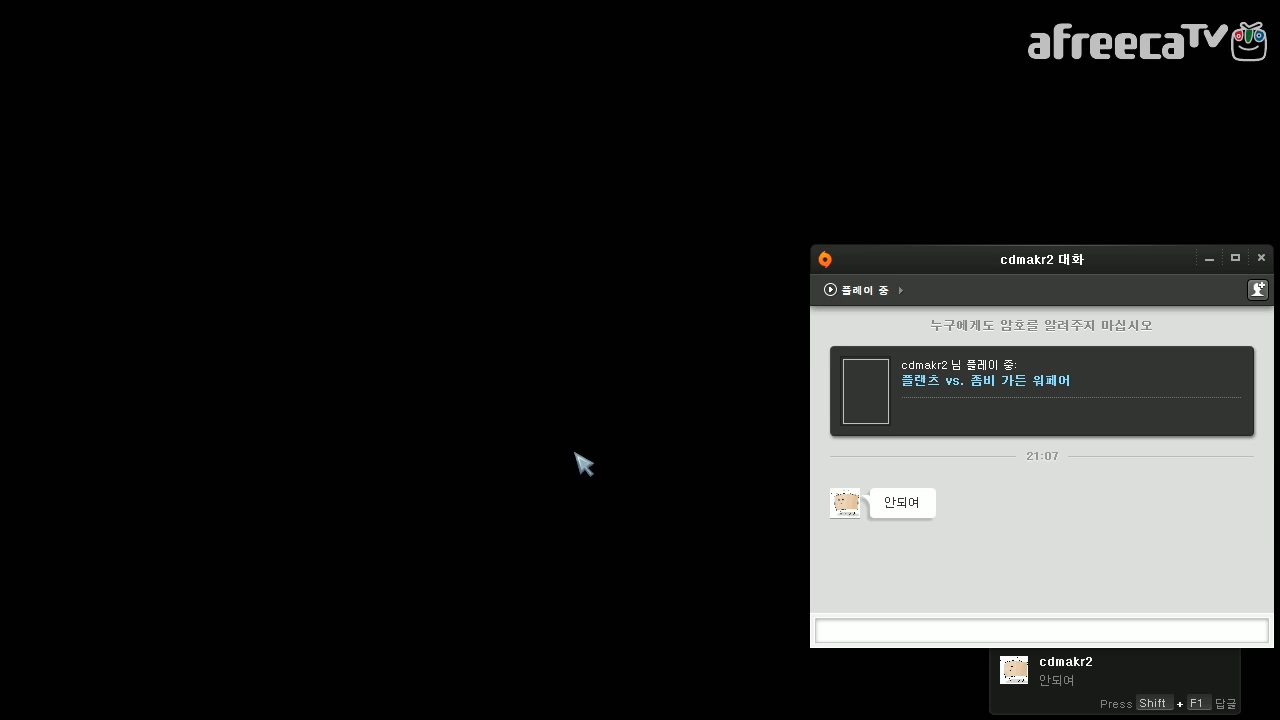 afreecaTV
cdmakr2 대화
플레이 중
누구에게도 암호를 알려주지 마십시오
cdmakr2 님 플레이 중:
플랜츠 vs. 좀비 가든 워페어
21:07
안되여
cdmakr2
안되여
Press Shift + F1 답글